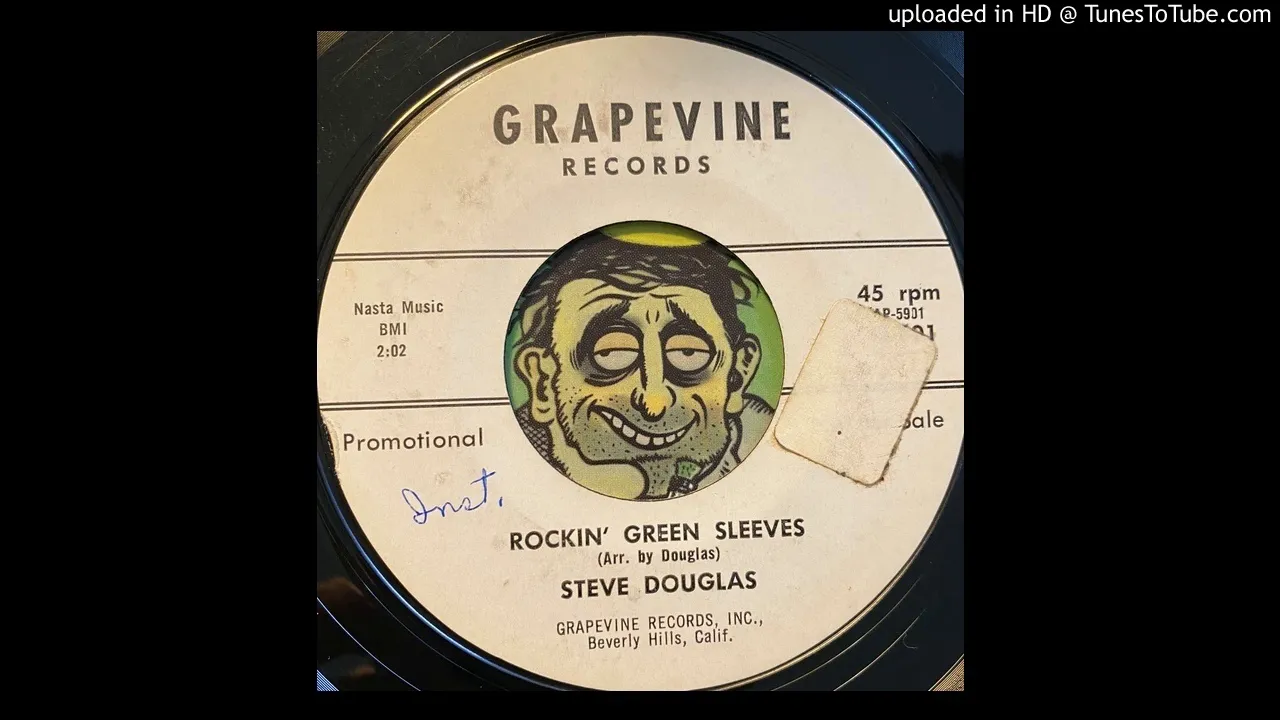 uploaded in HD @ TunesToTube.com
GRAPEVINE
RECORDS
Nasta Music
BMI
2:02
45 rpm
-5901
Promotional
Inst.
ROCKIN' GREEN SLEEVES
(Arr. by Douglas)
STEVE DOUGLAS
GRAPEVINE RECORDS, INC.,
Beverly Hills, Calif.